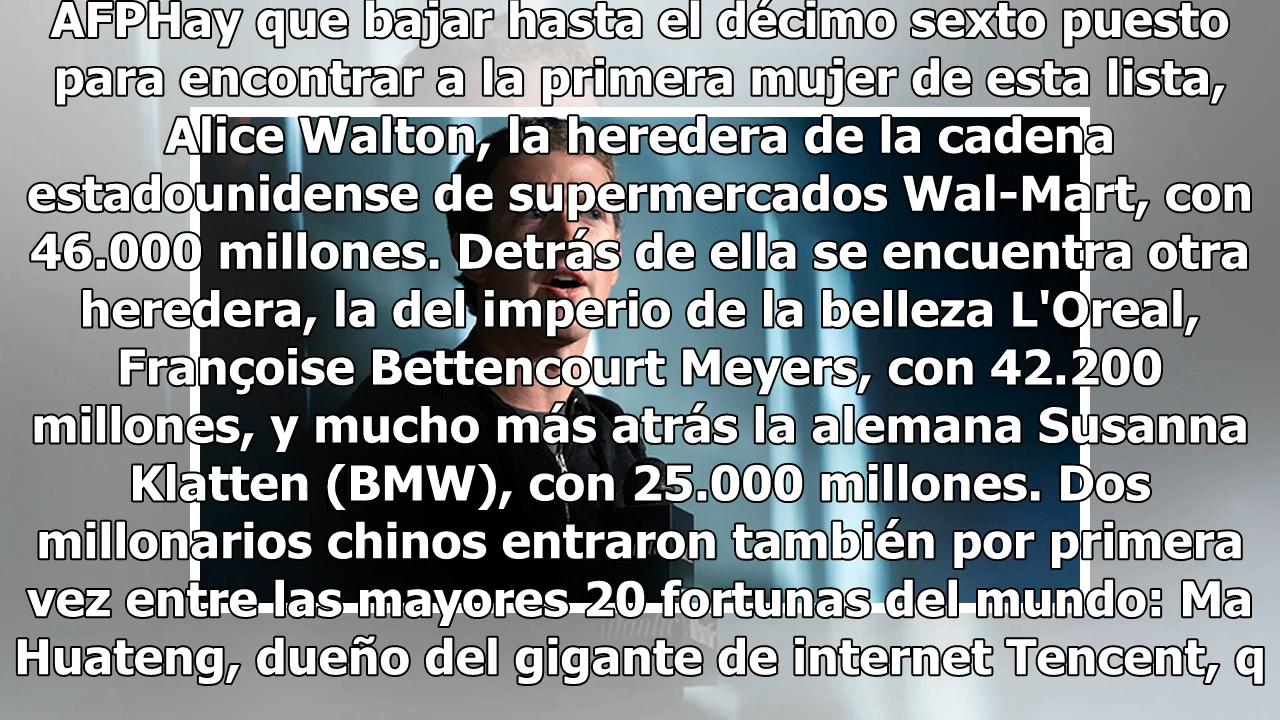 AFPHay que bajar hasta el décimo sexto puesto
para encontrar a la primera mujer de esta lista,
Alice Walton, la heredera de la cadena
estadounidense de supermercados Wal-Mart, con
46.000 millones. Detrás de ella se encuentra otra
heredera, la del imperio de la belleza L'Oreal,
Françoise Bettencourt Meyers, con 42.200
millones, y mucho más atrás la alemana Susanna
Klatten (BMW), con 25.000 millones. Dos
millonarios chinos entraron también por primera
vez entre las mayores 20 fortunas del mundo: Ma
Huateng, dueño del gigante de internet Tencent, q